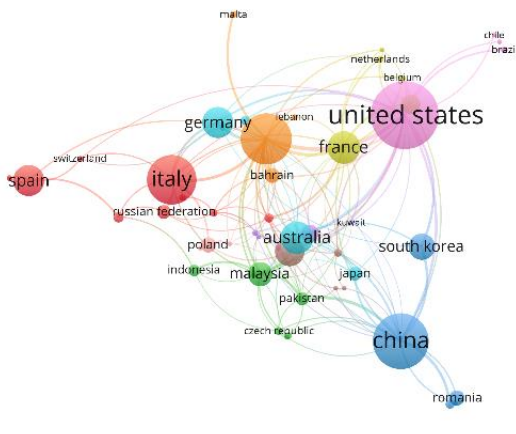 malta
chile
brazi
netherlands
belgium
united states
lebanon
germany
france
switzerland
spain
italy
bahrain
russian federation
kuwait
australia
poland
south korea
indonesia
malaysia
japan
pakistan
czech republic
china
romania